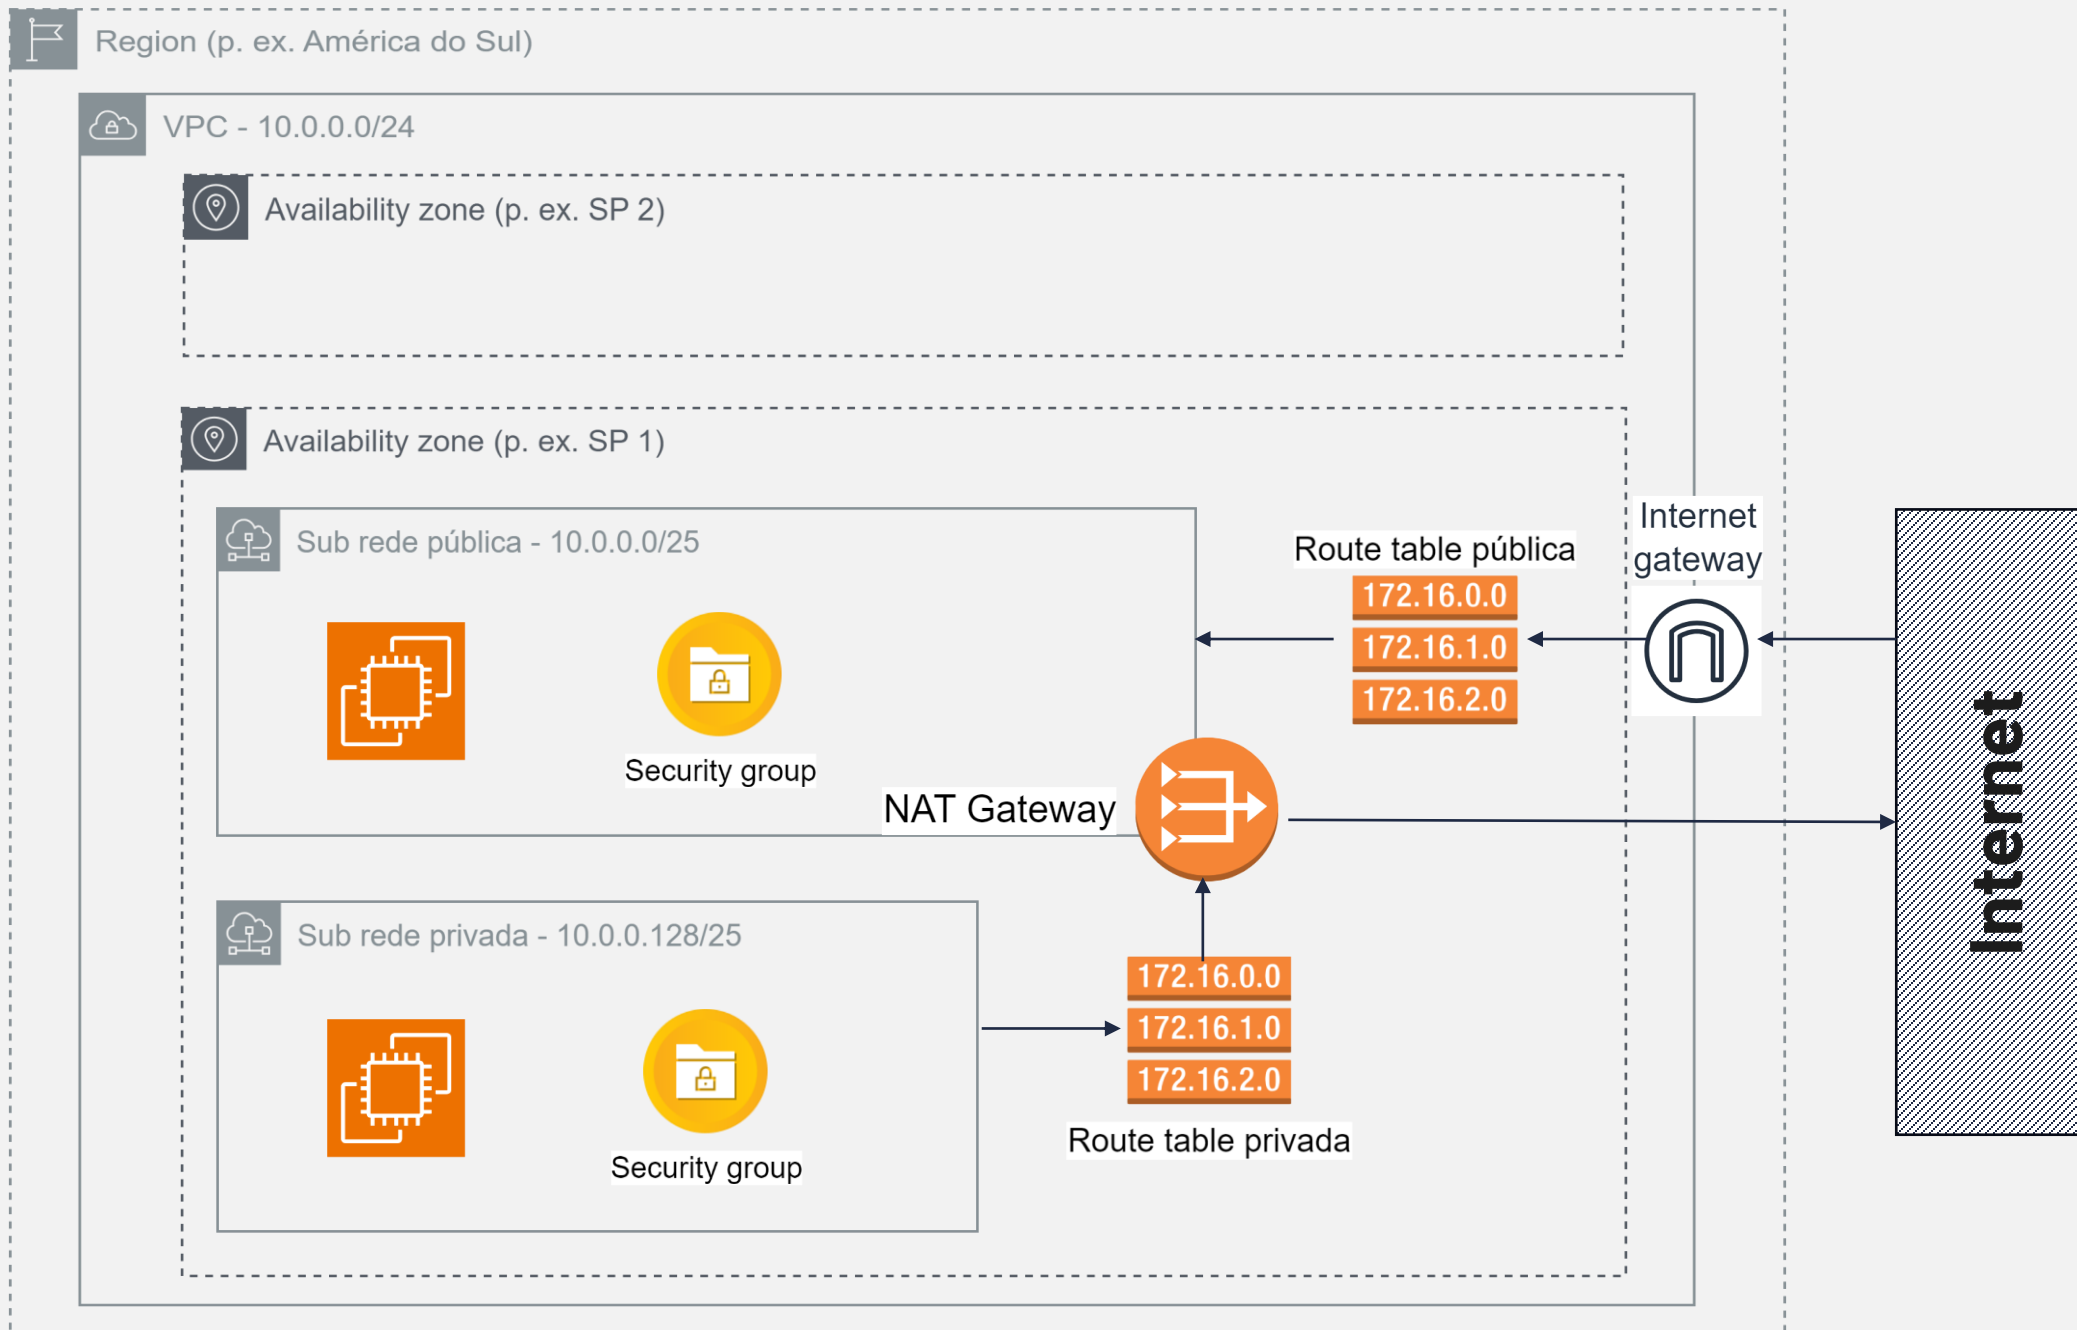 Region (p. ex. América do Sul)
VPC - 10.0.0.0/24
Availability zone (p. ex. SP 2)
Availability zone (p. ex. SP 1)
Sub rede pública - 10.0.0.0/25
Security group
NAT Gateway
Route table pública
172.16.0.0
172.16.1.0
172.16.2.0
Internet
gateway
Internet
Sub rede privada - 10.0.0.128/25
Security group
172.16.0.0
172.16.1.0
172.16.2.0
Route table privada